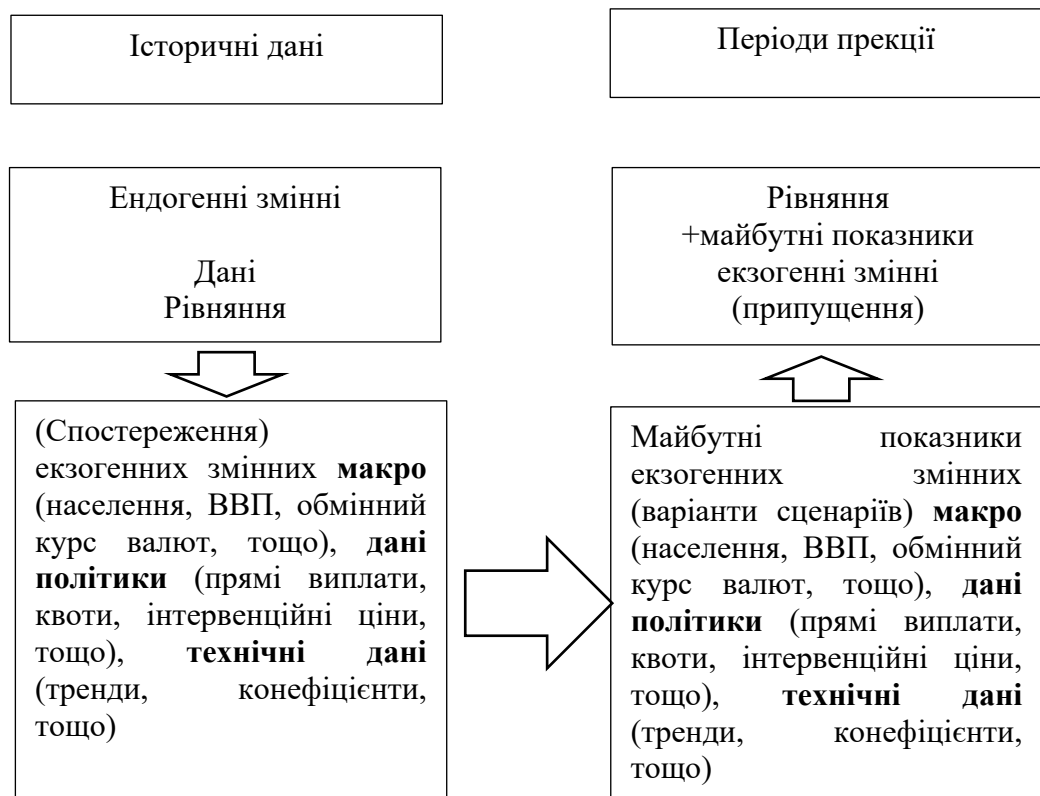 Історичні дані
Періоди прекції
Ендогенні змінні
Дані
Рівняння
Рівняння
+майбутні показники
екзогенні змінні
(припущення)
(Спостереження)
екзогенних змінних макро
(населення, ВВП, обмінний
курс валют, тощо), дані
політики (прямі виплати,
квоти, інтервенційні ціни,
тощо), технічні дані
(тренди, конефіцієнти,
тощо)
Майбутні показники
екзогенних змінних
(варіанти сценаріїв) макро
(населення, ВВП, обмінний
курс валют, тощо), дані
політики (прямі виплати,
квоти, інтервенційні ціни,
тощо), технічні дані
(тренди, конефіцієнти,
тощо)